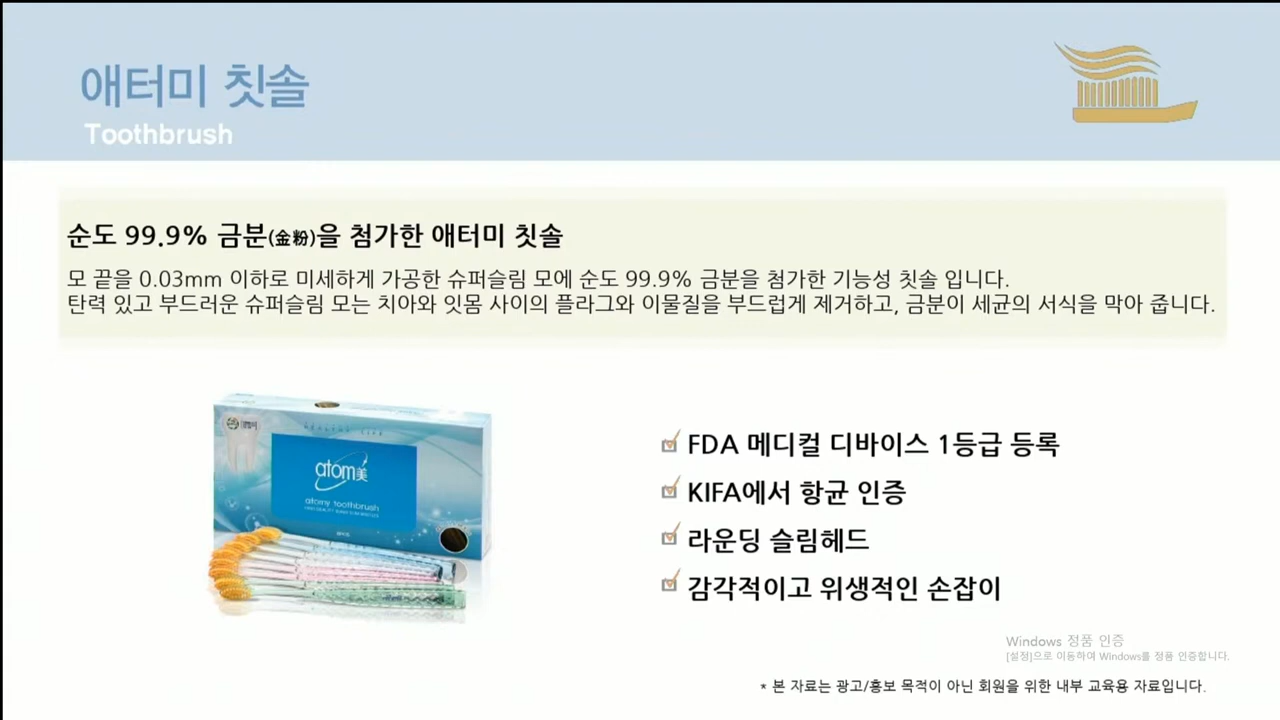 애터미 칫솔
Toothbrush
순도 99.9% 금분(金粉)을 첨가한 애터미 칫솔
모 끝을 0.03mm 이하로 미세하게 가공한 슈퍼슬림 모에 순도 99.9% 금분을 첨가한 기능성 칫솔 입니다.
탄력 있고 부드러운 슈퍼슬림 모는 치아와 잇몸 사이의 플라그와 이물질을 부드럽게 제거하고, 금분이 세균의 서식을 막아 줍니다.
atom美
atomy toothbrush
FDA 메디컬 디바이스 1등급 등록
KIFA에서 항균 인증
라운딩 슬림헤드
감각적이고 위생적인 손잡이
Windows 정품 인증
[설정]으로 이동하여 Windows를 정품 인증합니다.
* 본 자료는 광고/홍보 목적이 아닌 회원을 위한 내부 교육용 자료입니다.